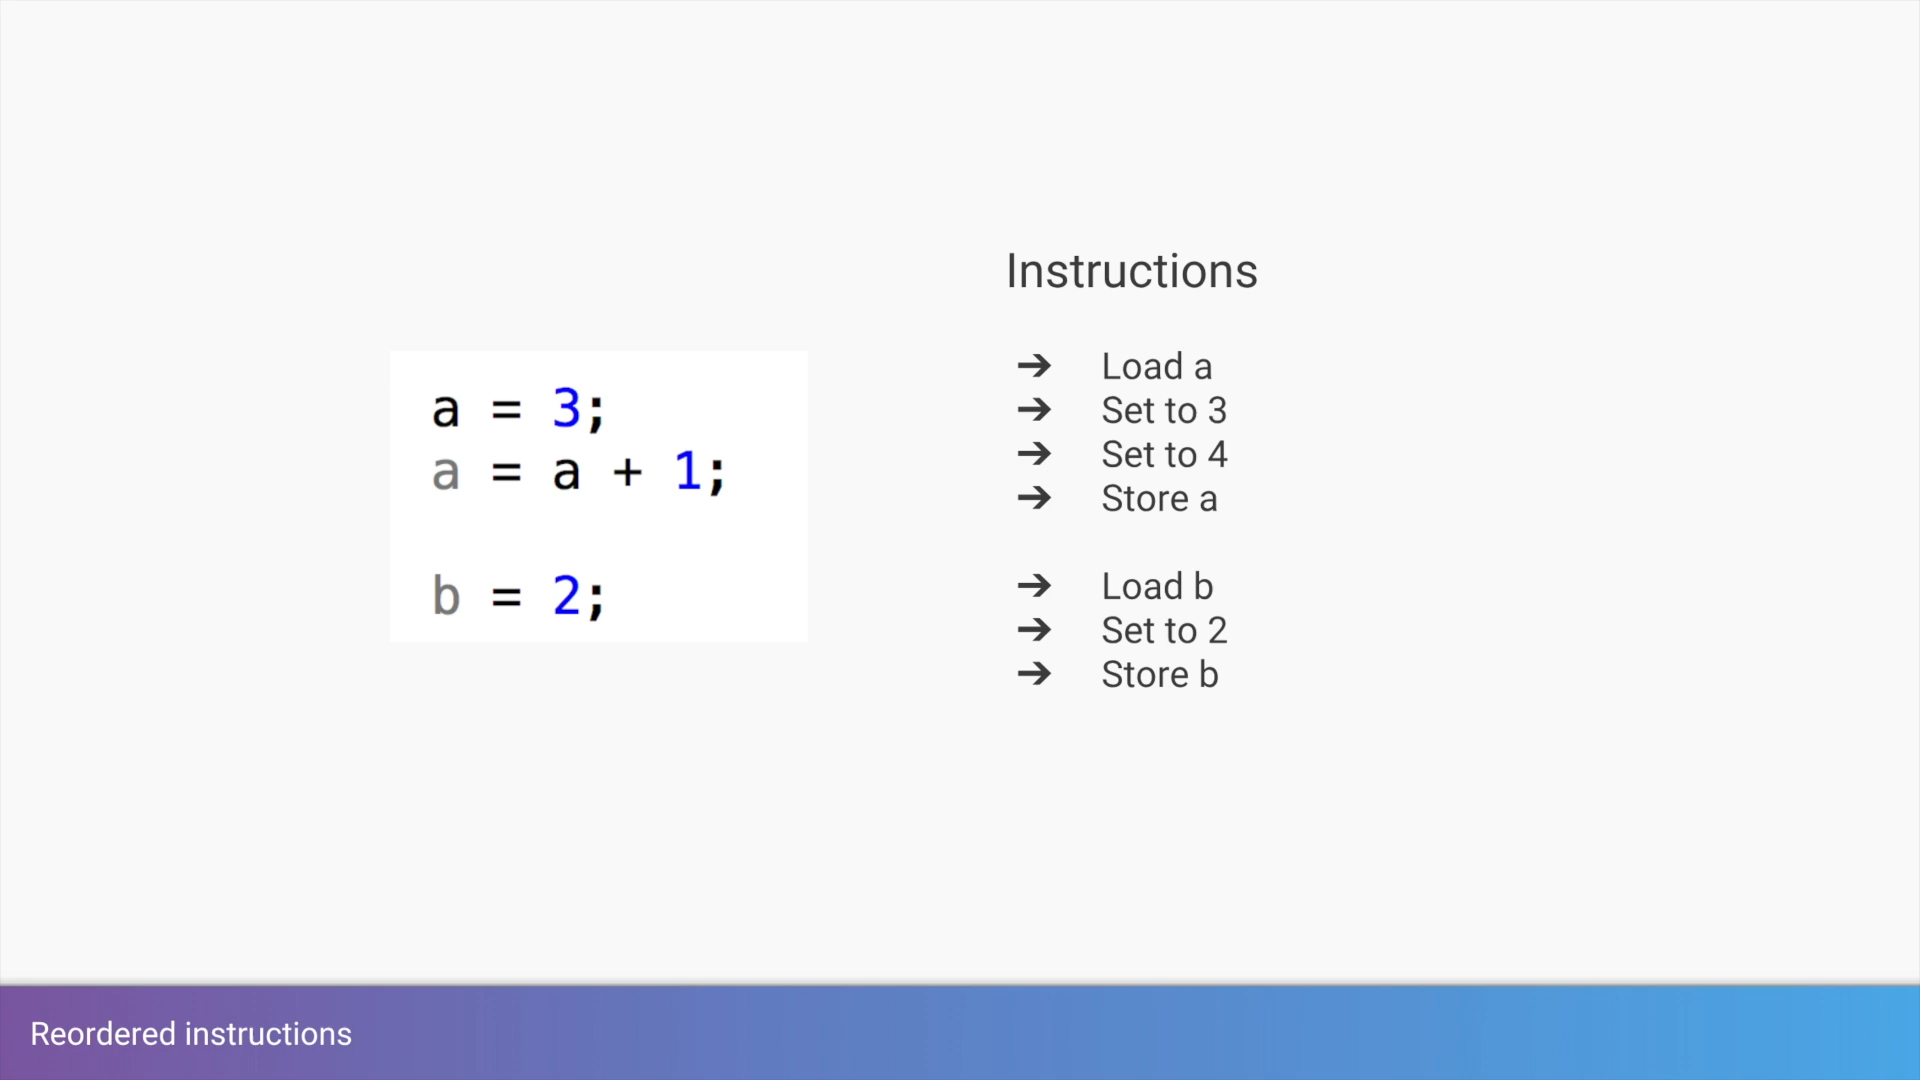 a = 3;
a = a + 1;
b = 2;
Instructions
➔ Load a
➔ Set to 3
➔ Set to 4
➔ Store a
➔ Load b
➔ Set to 2
➔ Store b
Reordered instructions